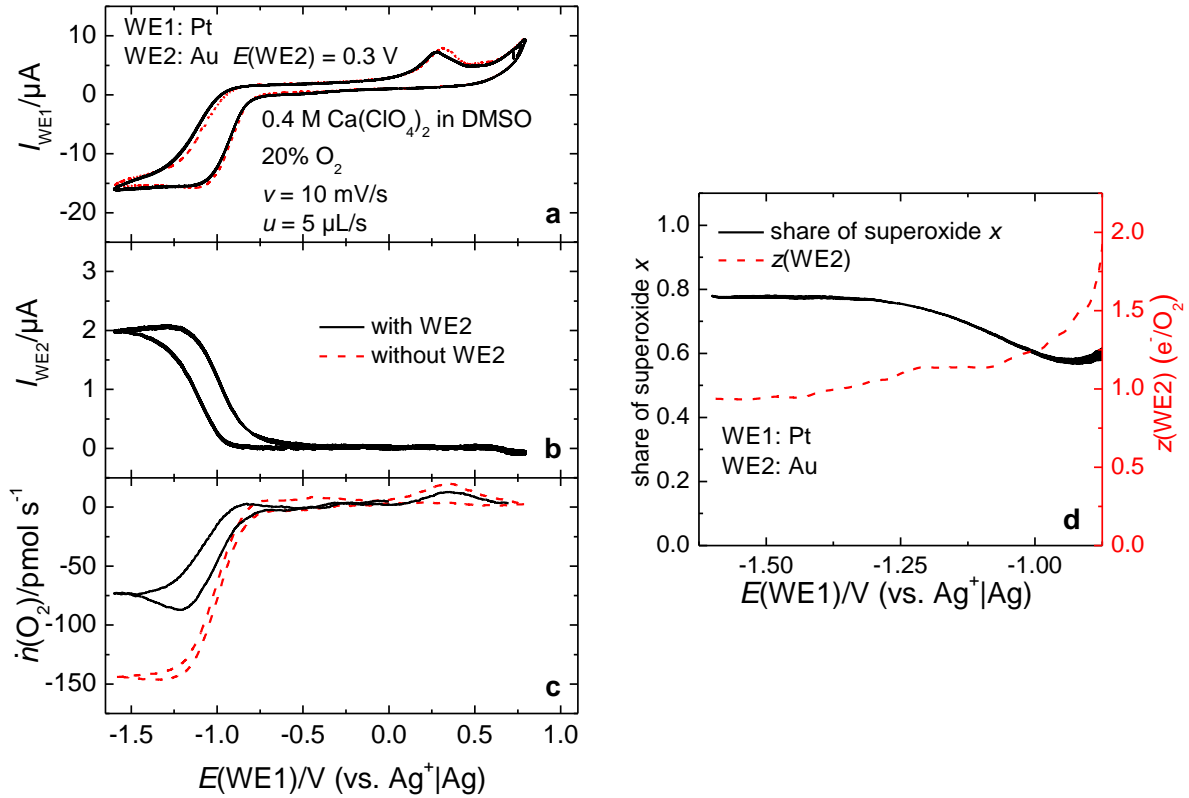 10
0
-10
-20
I_WE1/µA
WE1: Pt
WE2: Au E(WE2) = 0.3 V
0.4 M Ca(ClO4)2 in DMSO
20% O2
v = 10 mV/s
u = 5 µL/s
a
3
2
1
0
I_WE2/µA
with WE2
without WE2
b
0
-50
-100
-150
ṅ(O2)/pmol s-1
c
-1.5 -1.0 -0.5 0.0 0.5 1.0
E(WE1)/V (vs. Ag+|Ag)
1.0
0.8
0.6
0.4
0.2
0.0
share of superoxide x
share of superoxide x
z(WE2)
WE1: Pt
WE2: Au
d
2.0
1.5
1.0
0.5
0.0
z(WE2) (e-/O2)
-1.50 -1.25 -1.00
E(WE1)/V (vs. Ag+|Ag)